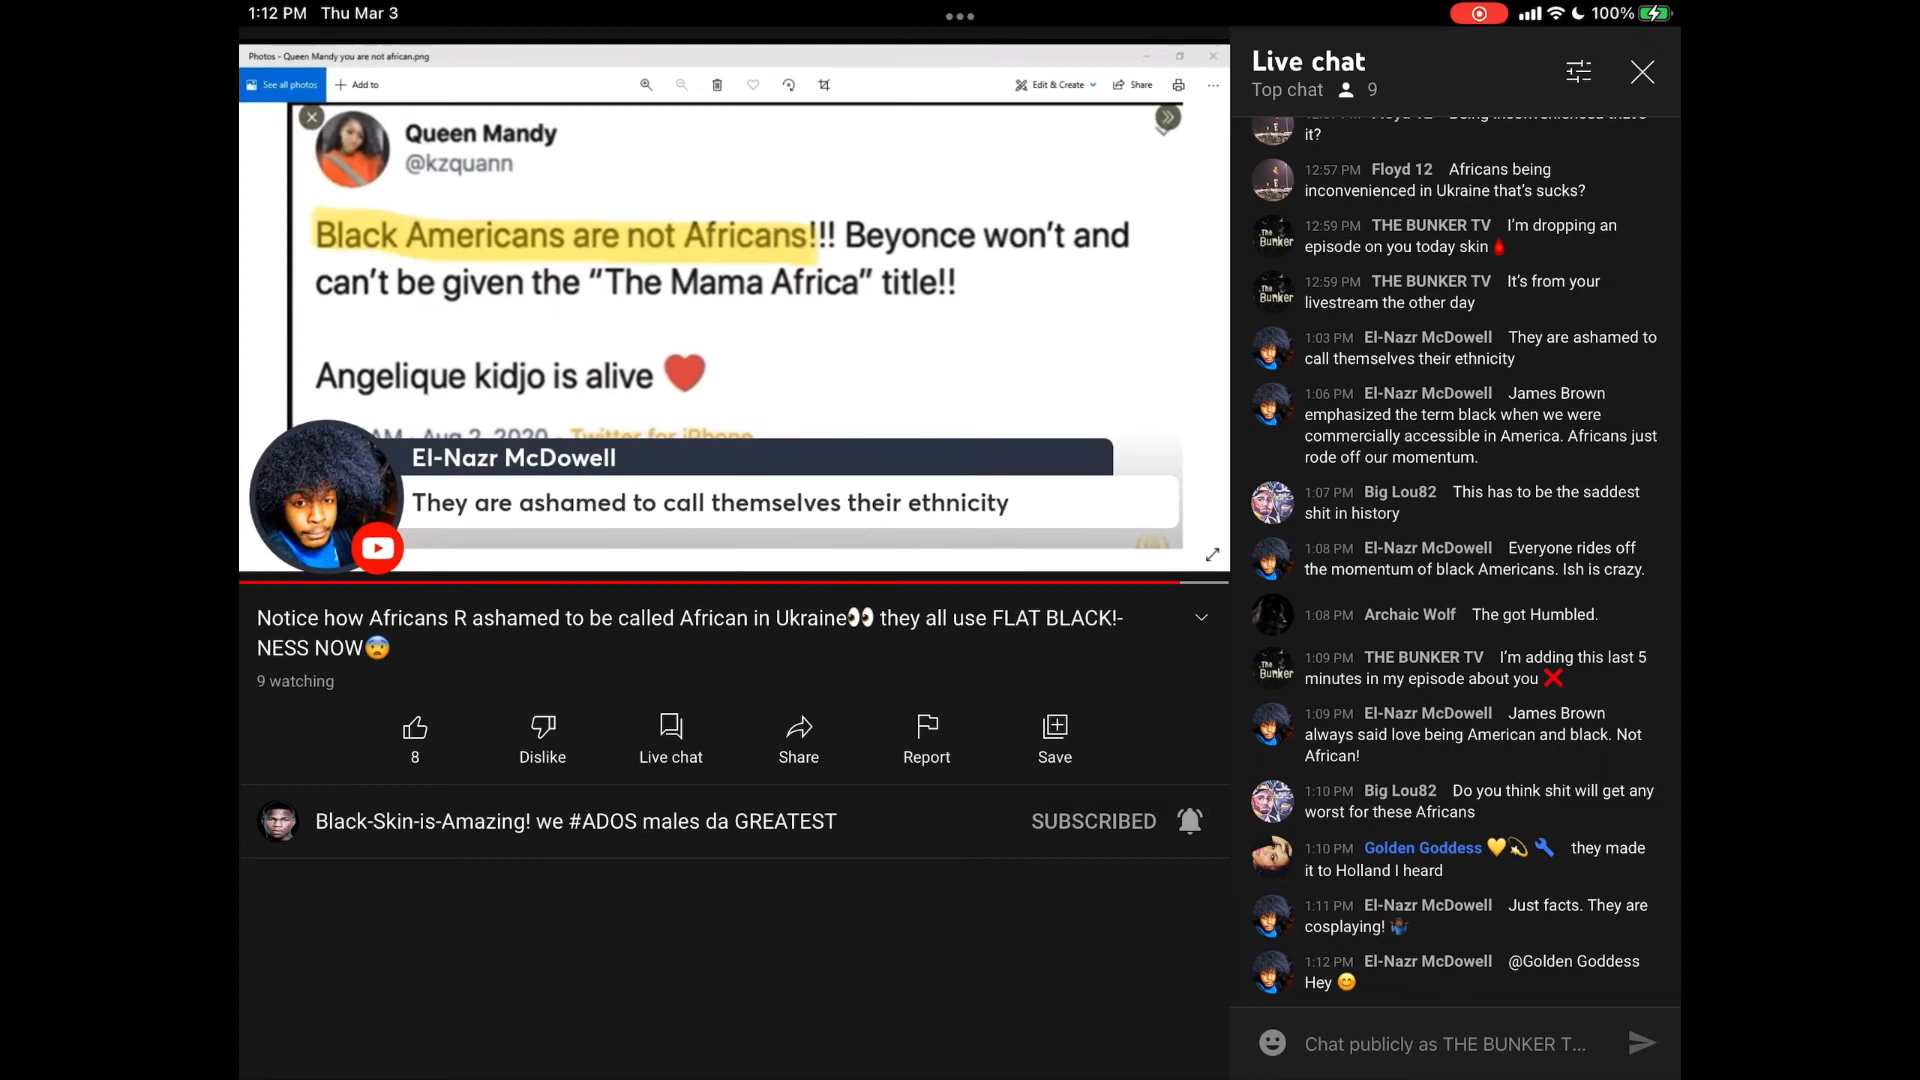 1:12 PM Thu Mar 3
100%
Photos - Queen Mandy you are not african.png
See all photos
Add to
Edit & Create
Share
Queen Mandy
@kzquann
Black Americans are not Africans!!! Beyonce won't and
can't be given the “The Mama Africa” title!!
Angelique kidjo is alive ❤️
AM · Aug 2, 2020 · Twitter for iPhone
El-Nazr McDowell
They are ashamed to call themselves their ethnicity
Notice how Africans R ashamed to be called African in Ukraine👀 they all use FLAT BLACK!-
NESS NOW😨
9 watching
8
Dislike
Live chat
Share
Report
Save
Black-Skin-is-Amazing! we #ADOS males da GREATEST
SUBSCRIBED
Live chat
Top chat 9
it?
12:57 PM Floyd 12 Africans being
inconvenienced in Ukraine that’s sucks?
12:59 PM THE BUNKER TV I’m dropping an
episode on you today skin🩸
12:59 PM THE BUNKER TV It’s from your
livestream the other day
1:03 PM El-Nazr McDowell They are ashamed to
call themselves their ethnicity
1:06 PM El-Nazr McDowell James Brown
emphasized the term black when we were
commercially accessible in America. Africans just
rode off our momentum.
1:07 PM Big Lou82 This has to be the saddest
shit in history
1:08 PM El-Nazr McDowell Everyone rides off
the momentum of black Americans. Ish is crazy.
1:08 PM Archaic Wolf The got Humbled.
1:09 PM THE BUNKER TV I’m adding this last 5
minutes in my episode about you ❌
1:09 PM El-Nazr McDowell James Brown
always said love being American and black. Not
African!
1:10 PM Big Lou82 Do you think shit will get any
worst for these Africans
1:10 PM Golden Goddess 💛💫 they made
it to Holland I heard
1:11 PM El-Nazr McDowell Just facts. They are
cosplaying! 🤷🏿‍♂️
1:12 PM El-Nazr McDowell @Golden Goddess
Hey 😊
Chat publicly as THE BUNKER T...
The
Bunker
The
Bunker
The
Bunker